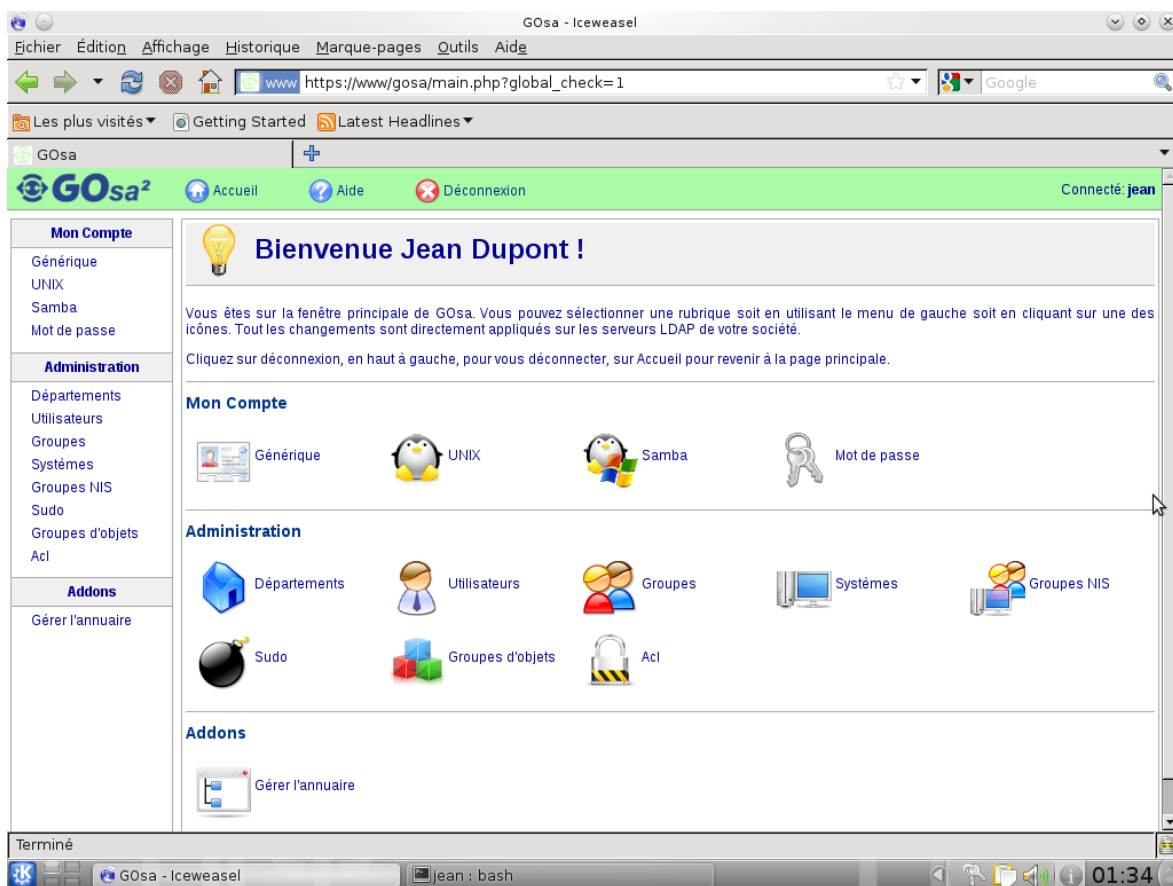 GOsa - Iceweasel
Fichier Édition Affichage Historique Marque-pages Outils Aide
www https://www/gosa/main.php?global_check=1
Google
Les plus visités Getting Started Latest Headlines
GOsa
GOsa² Accueil Aide Déconnexion Connecté: jean
Mon Compte
Générique
UNIX
Samba
Mot de passe
Administration
Départements
Utilisateurs
Groupes
Systèmes
Groupes NIS
Sudo
Groupes d'objets
Acl
Addons
Gérer l'annuaire
Bienvenue Jean Dupont !
Vous êtes sur la fenêtre principale de GOsa. Vous pouvez sélectionner une rubrique soit en utilisant le menu de gauche soit en cliquant sur une des
icônes. Tout les changements sont directement appliqués sur les serveurs LDAP de votre société.
Cliquez sur déconnexion, en haut à gauche, pour vous déconnecter, sur Accueil pour revenir à la page principale.
Mon Compte
Générique UNIX Samba Mot de passe
Administration
Départements Utilisateurs Groupes Systèmes Groupes NIS
Sudo Groupes d'objets Acl
Addons
Gérer l'annuaire
Terminé
GOsa - Iceweasel jean : bash 01:34